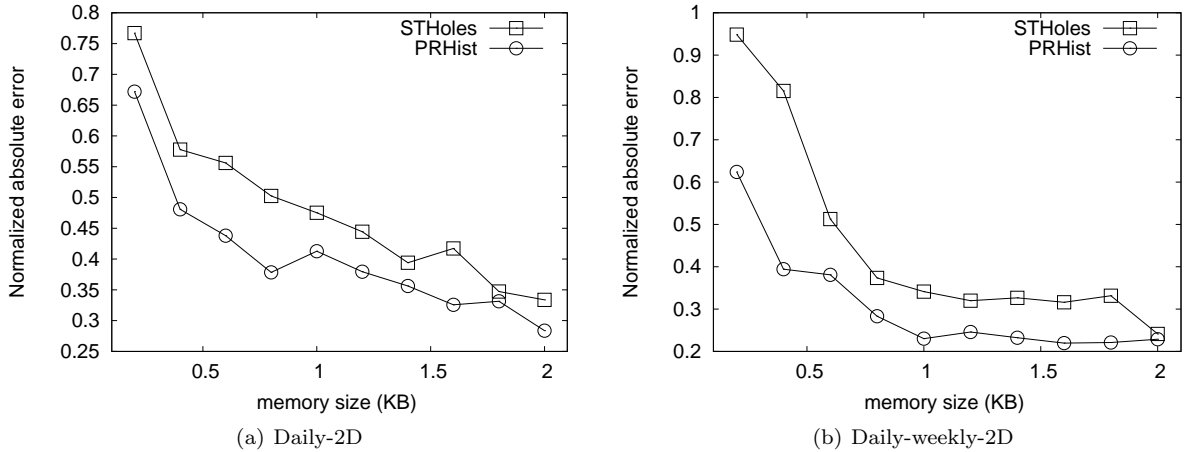 0.8
0.75
0.7
0.65
0.6
0.55
0.5
0.45
0.4
0.35
0.3
0.25
Normalized absolute error
STHoles
PRHist
0.5 1 1.5 2
memory size (KB)
(a) Daily-2D
1
0.9
0.8
0.7
0.6
0.5
0.4
0.3
0.2
Normalized absolute error
STHoles
PRHist
0.5 1 1.5 2
memory size (KB)
(b) Daily-weekly-2D